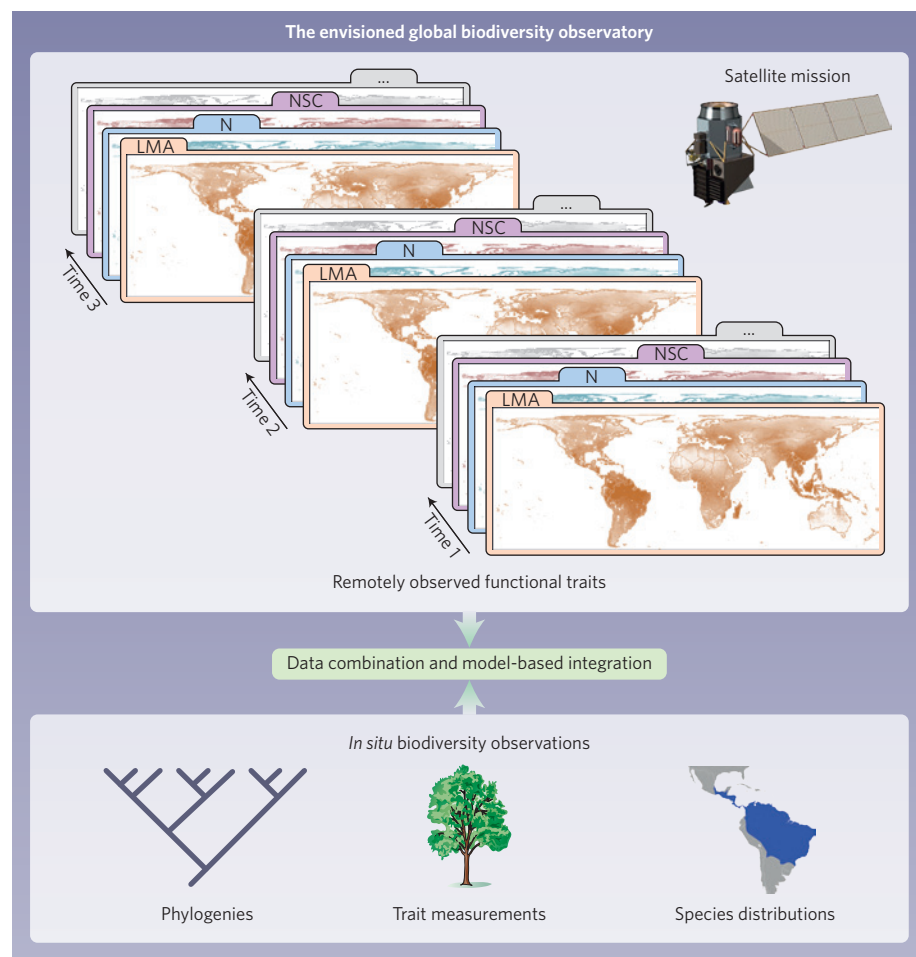 The envisioned global biodiversity observatory
Satellite mission
...
NSC
N
LMA
Time 3
...
NSC
N
LMA
Time 2
...
NSC
N
LMA
Time 1
Remotely observed functional traits
Data combination and model-based integration
In situ biodiversity observations
Phylogenies
Trait measurements
Species distributions